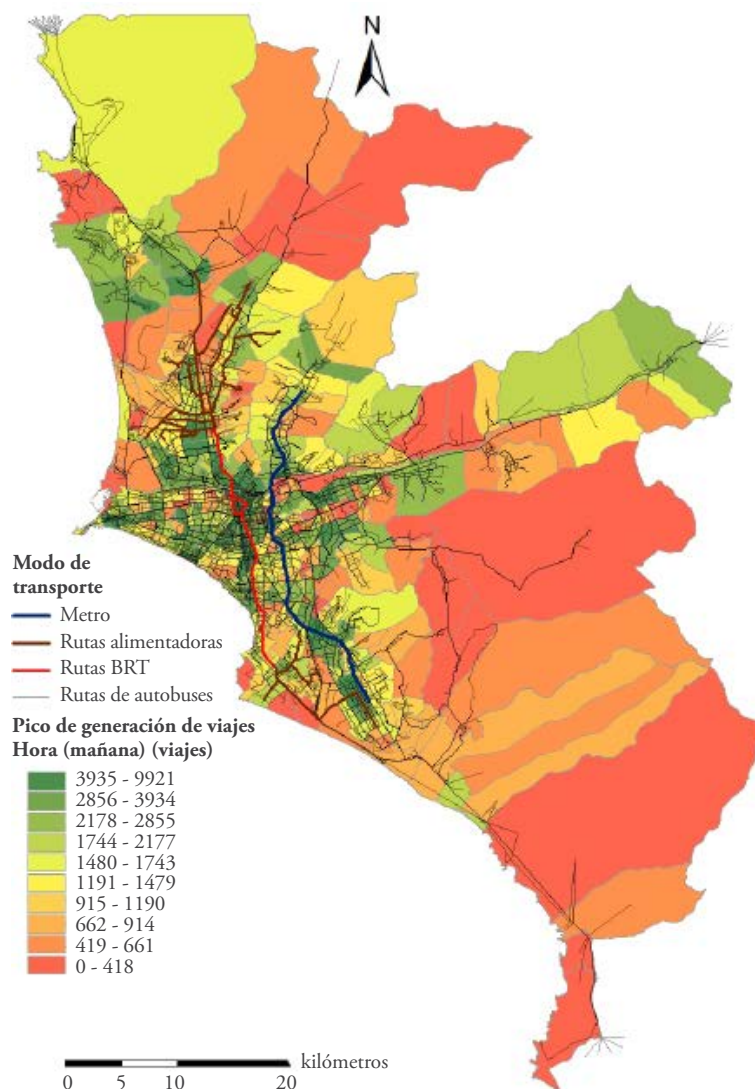 N
Modo de
transporte
Metro
Rutas alimentadoras
Rutas BRT
Rutas de autobuses
Pico de generación de viajes
Hora (mañana) (viajes)
3935 - 9921
2856 - 3934
2178 - 2855
1744 - 2177
1480 - 1743
1191 - 1479
915 - 1190
662 - 914
419 - 661
0 - 418
kilómetros
0 5 10 20